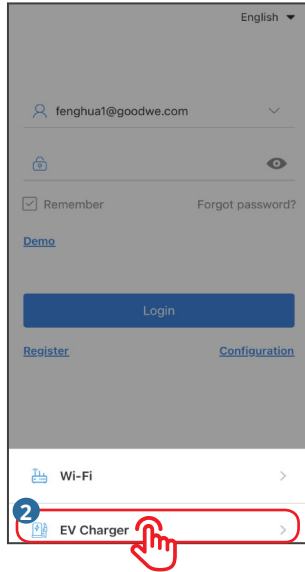 English
fenghua1@goodwe.com
Remember Forgot password?
Demo
Login
Register Configuration
Wi-Fi
2
EV Charger